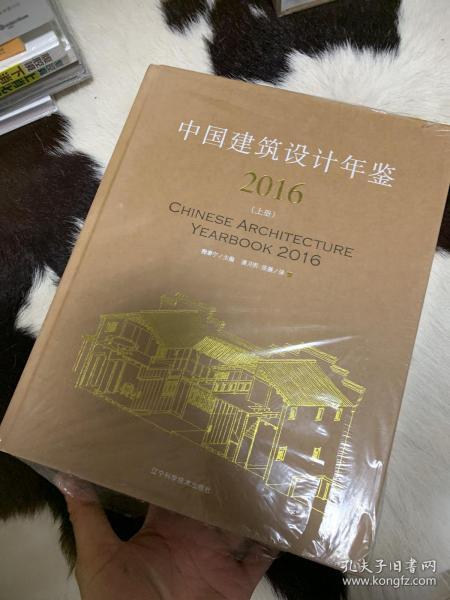 中国建筑设计年鉴
2016
（上册）
CHINESE ARCHITECTURE
YEARBOOK 2016
辽宁科学技术出版社
孔夫子旧书网
www.kongfz.com